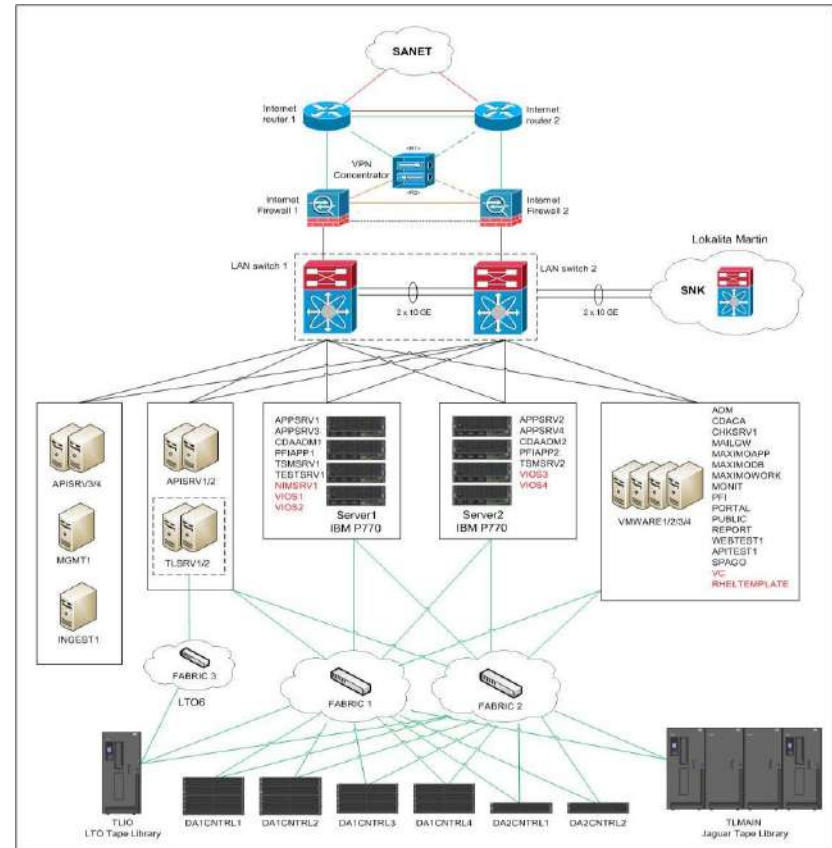 SANET
Internet
router 1
Internet
router 2
<R1>
VPN
Concentrator
<R2>
Internet
Firewall 1
Internet
Firewall 2
Lokalita Martin
LAN switch 1
LAN switch 2
SNK
2 x 10 GE
2 x 10 GE
APISRV3/4
MGMT1
INGEST1
APISRV1/2
TLSRV1/2
APPSRV1
APPSRV3
CDAADM1
PFIAPP1
TSMSRV1
TESTSRV1
NIMSRV1
VIOS1
VIOS2
Server1
IBM P770
APPSRV2
APPSRV4
CDAADM2
PFIAPP2
TSMSRV2
VIOS3
VIOS4
Server2
IBM P770
VMWARE1/2/3/4
ADM
CDACA
CHKSRV1
MAILGW
MAXIMOAPP
MAXIMODB
MAXIMOWORK
MONIT
PFI
PORTAL
PUBLIC
REPORT
WEBTEST1
APITEST1
SPAGO
VC
RHELTEMPLATE
FABRIC 3
LTO6
FABRIC 1
FABRIC 2
TLIO
LTO Tape Library
DA1CNTRL1
DA1CNTRL2
DA1CNTRL3
DA1CNTRL4
DA2CNTRL1
DA2CNTRL2
TLMAIN
Jaguar Tape Library